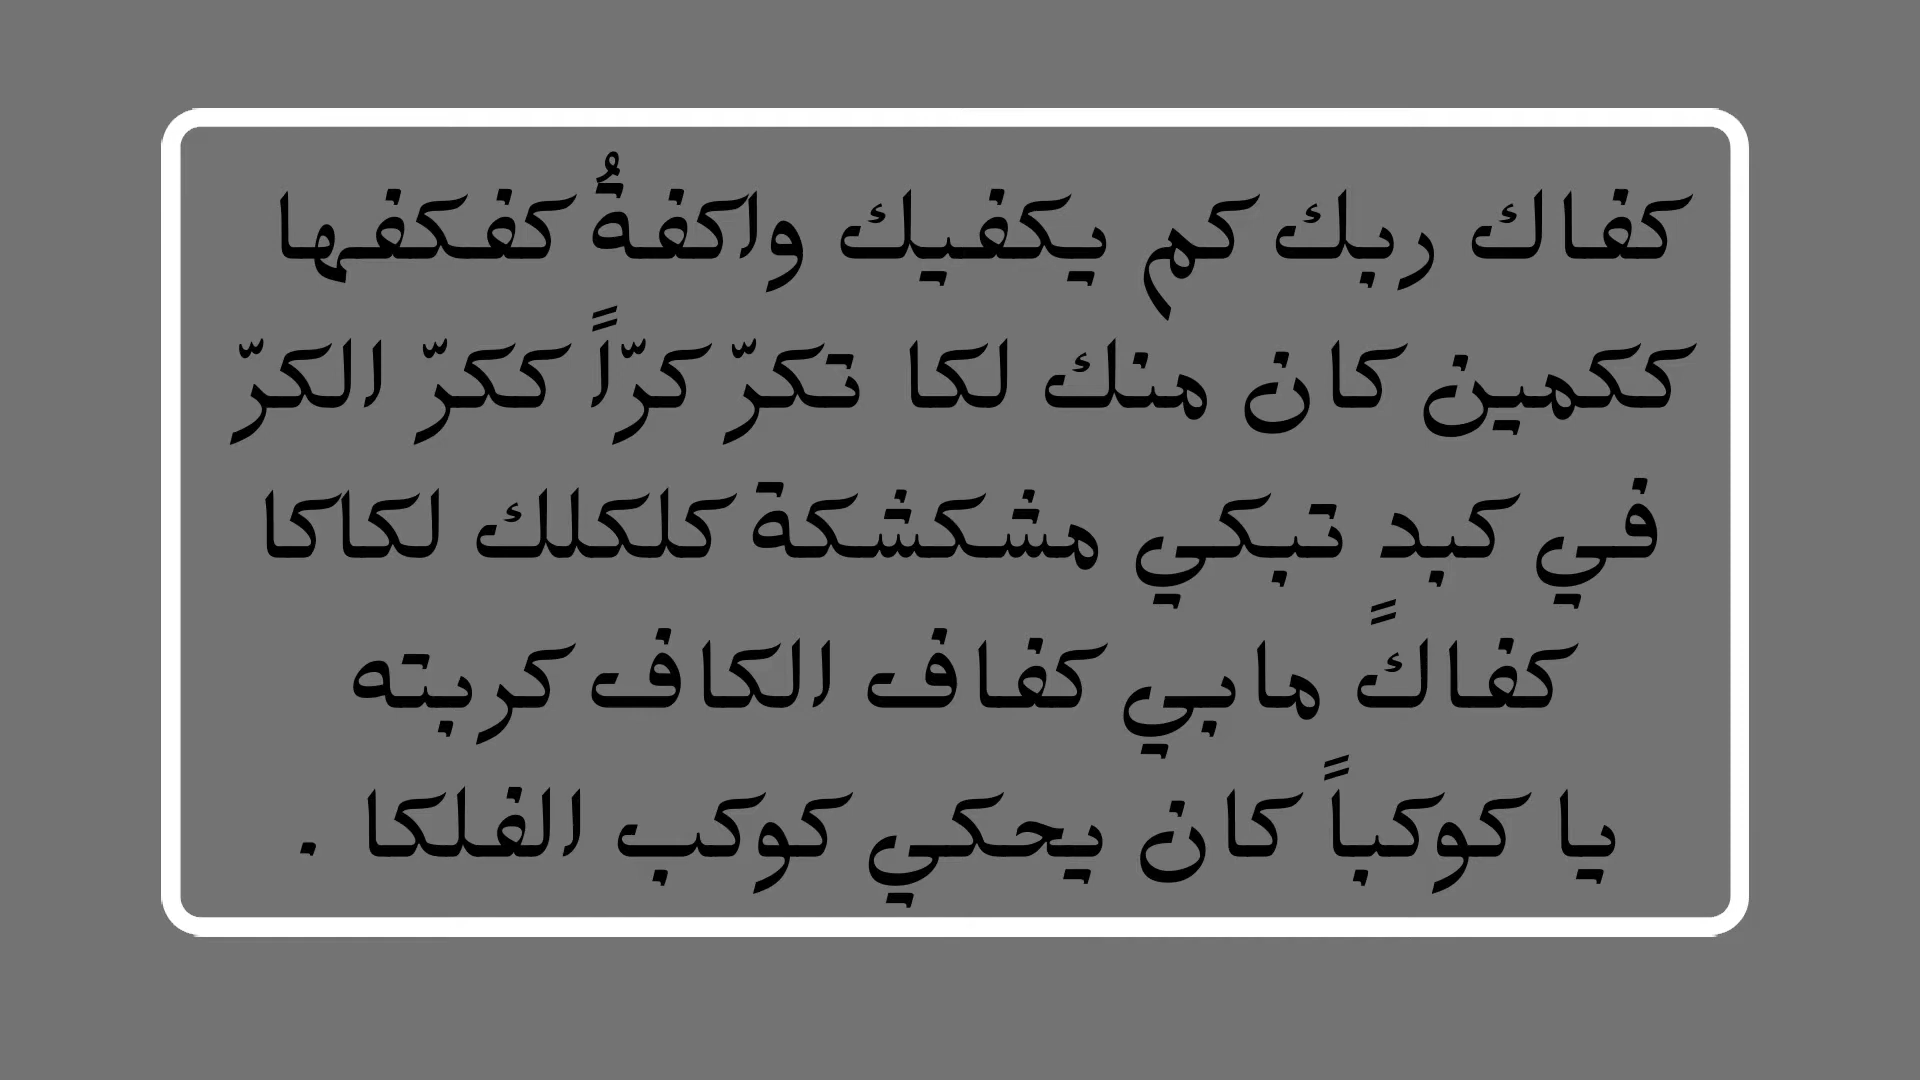 كفاك ربك كم يكفيك واكفةُ كفكفها
ككمين كان منك لكا تكرّ كرّاً ككرّ الكرّ
في كبد تبكي مشكشكة كلكلك لكاكا
كفاكً مابي كفاف الكاف كربته
يا كوكباً كان يحكي كوكب الفلكا .